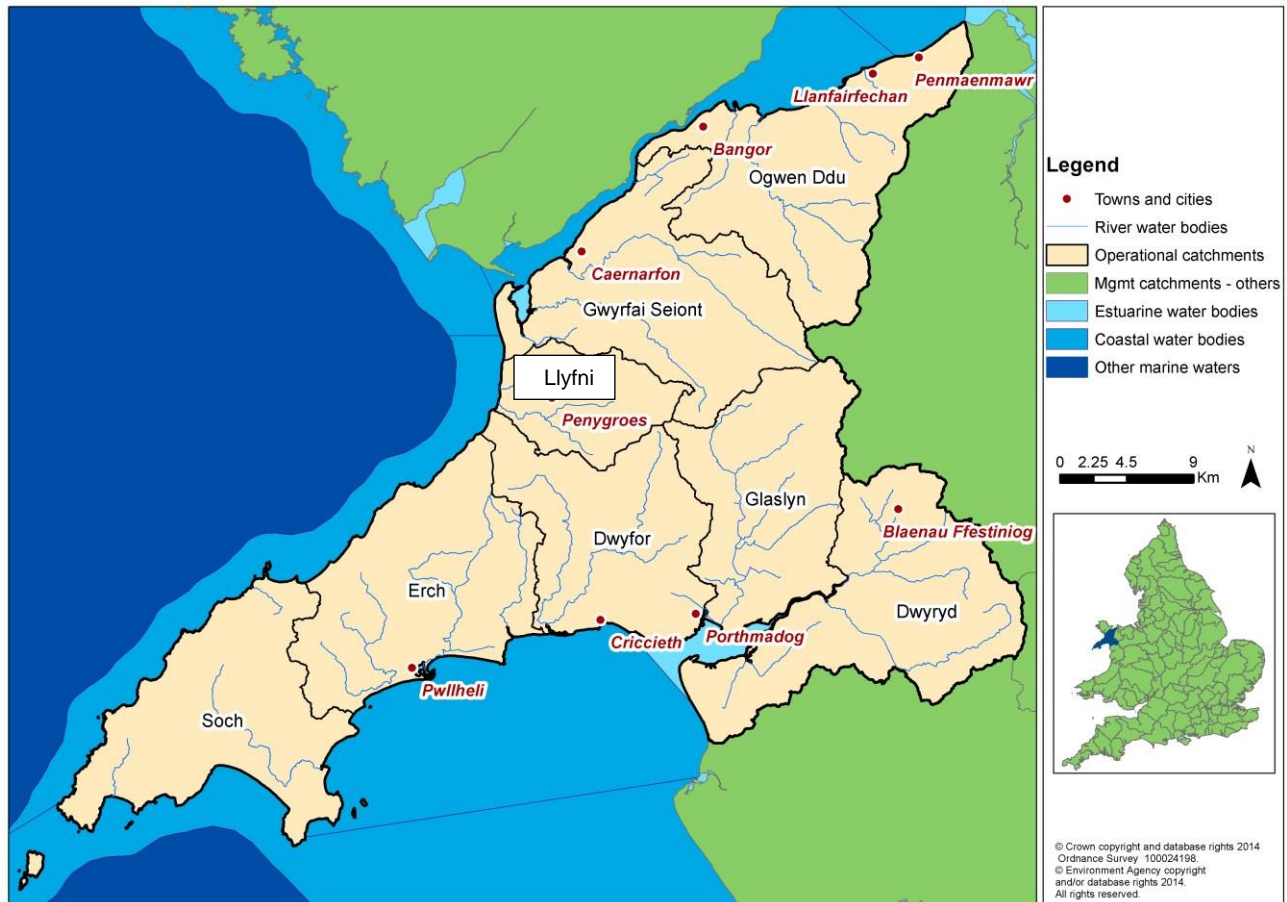 Penmaenmawr
Llanfairfechan
Bangor
Ogwen Ddu
Caernarfon
Gwyrfai Seiont
Llyfni
Penygroes
Glaslyn
Blaenau Ffestiniog
Dwyfor
Erch
Dwyryd
Criccieth
Porthmadog
Pwllheli
Soch
Legend
Towns and cities
River water bodies
Operational catchments
Mgmt catchments - others
Estuarine water bodies
Coastal water bodies
Other marine waters
N
0 2.25 4.5 9
Km
© Crown copyright and database rights 2014
Ordnance Survey 100024198.
© Environment Agency copyright
and/or database rights 2014.
All rights reserved.